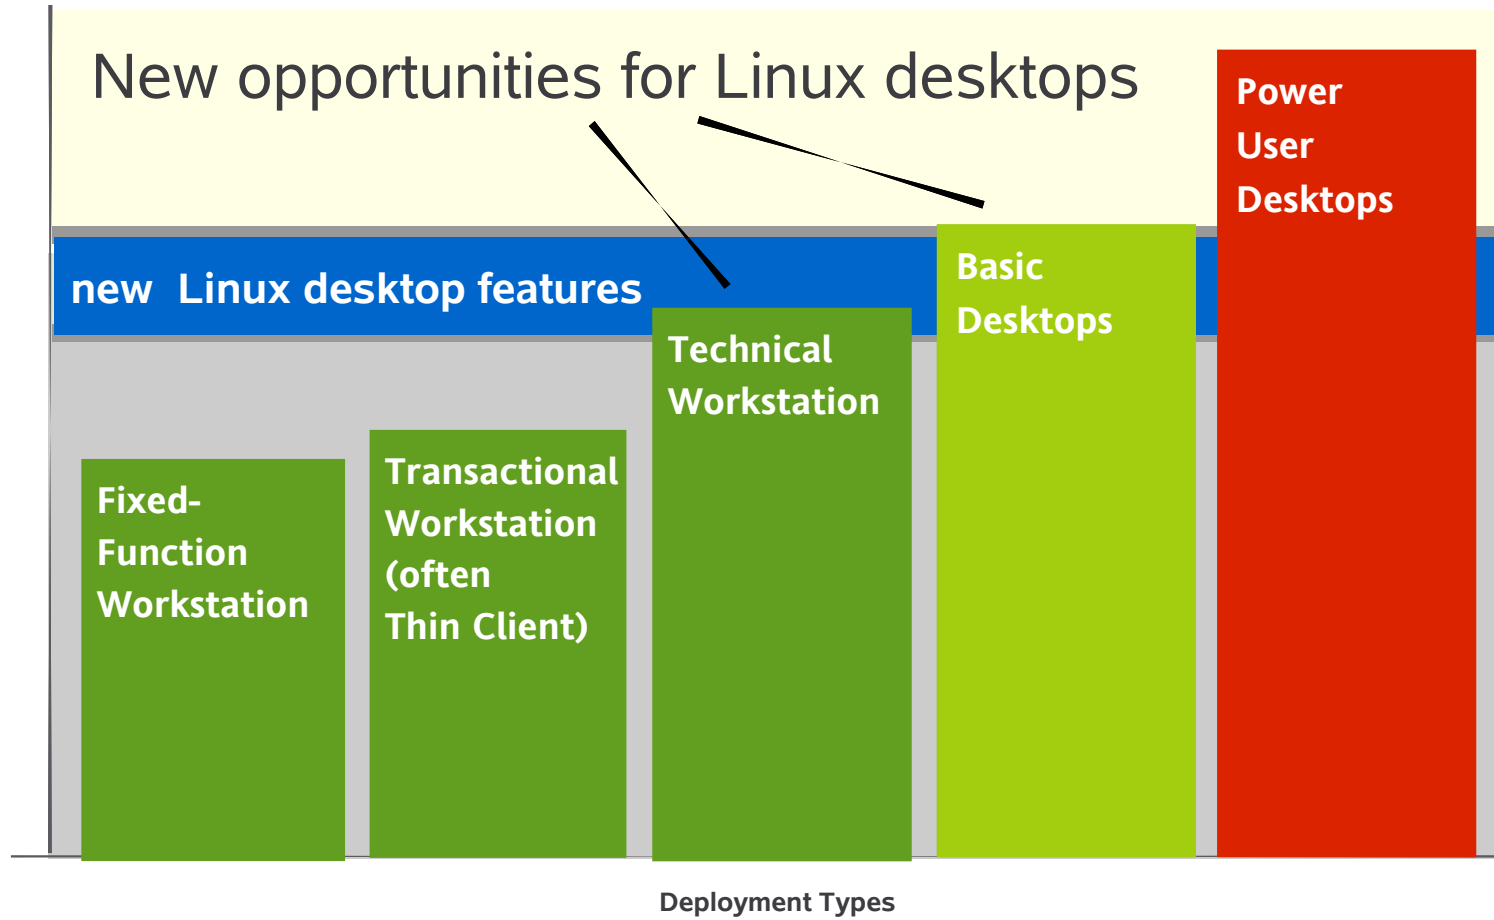 New opportunities for Linux desktops
Power
User
Desktops
new Linux desktop features
Basic
Desktops
Technical
Workstation
Transactional
Workstation
(often
Thin Client)
Fixed-
Function
Workstation
Deployment Types